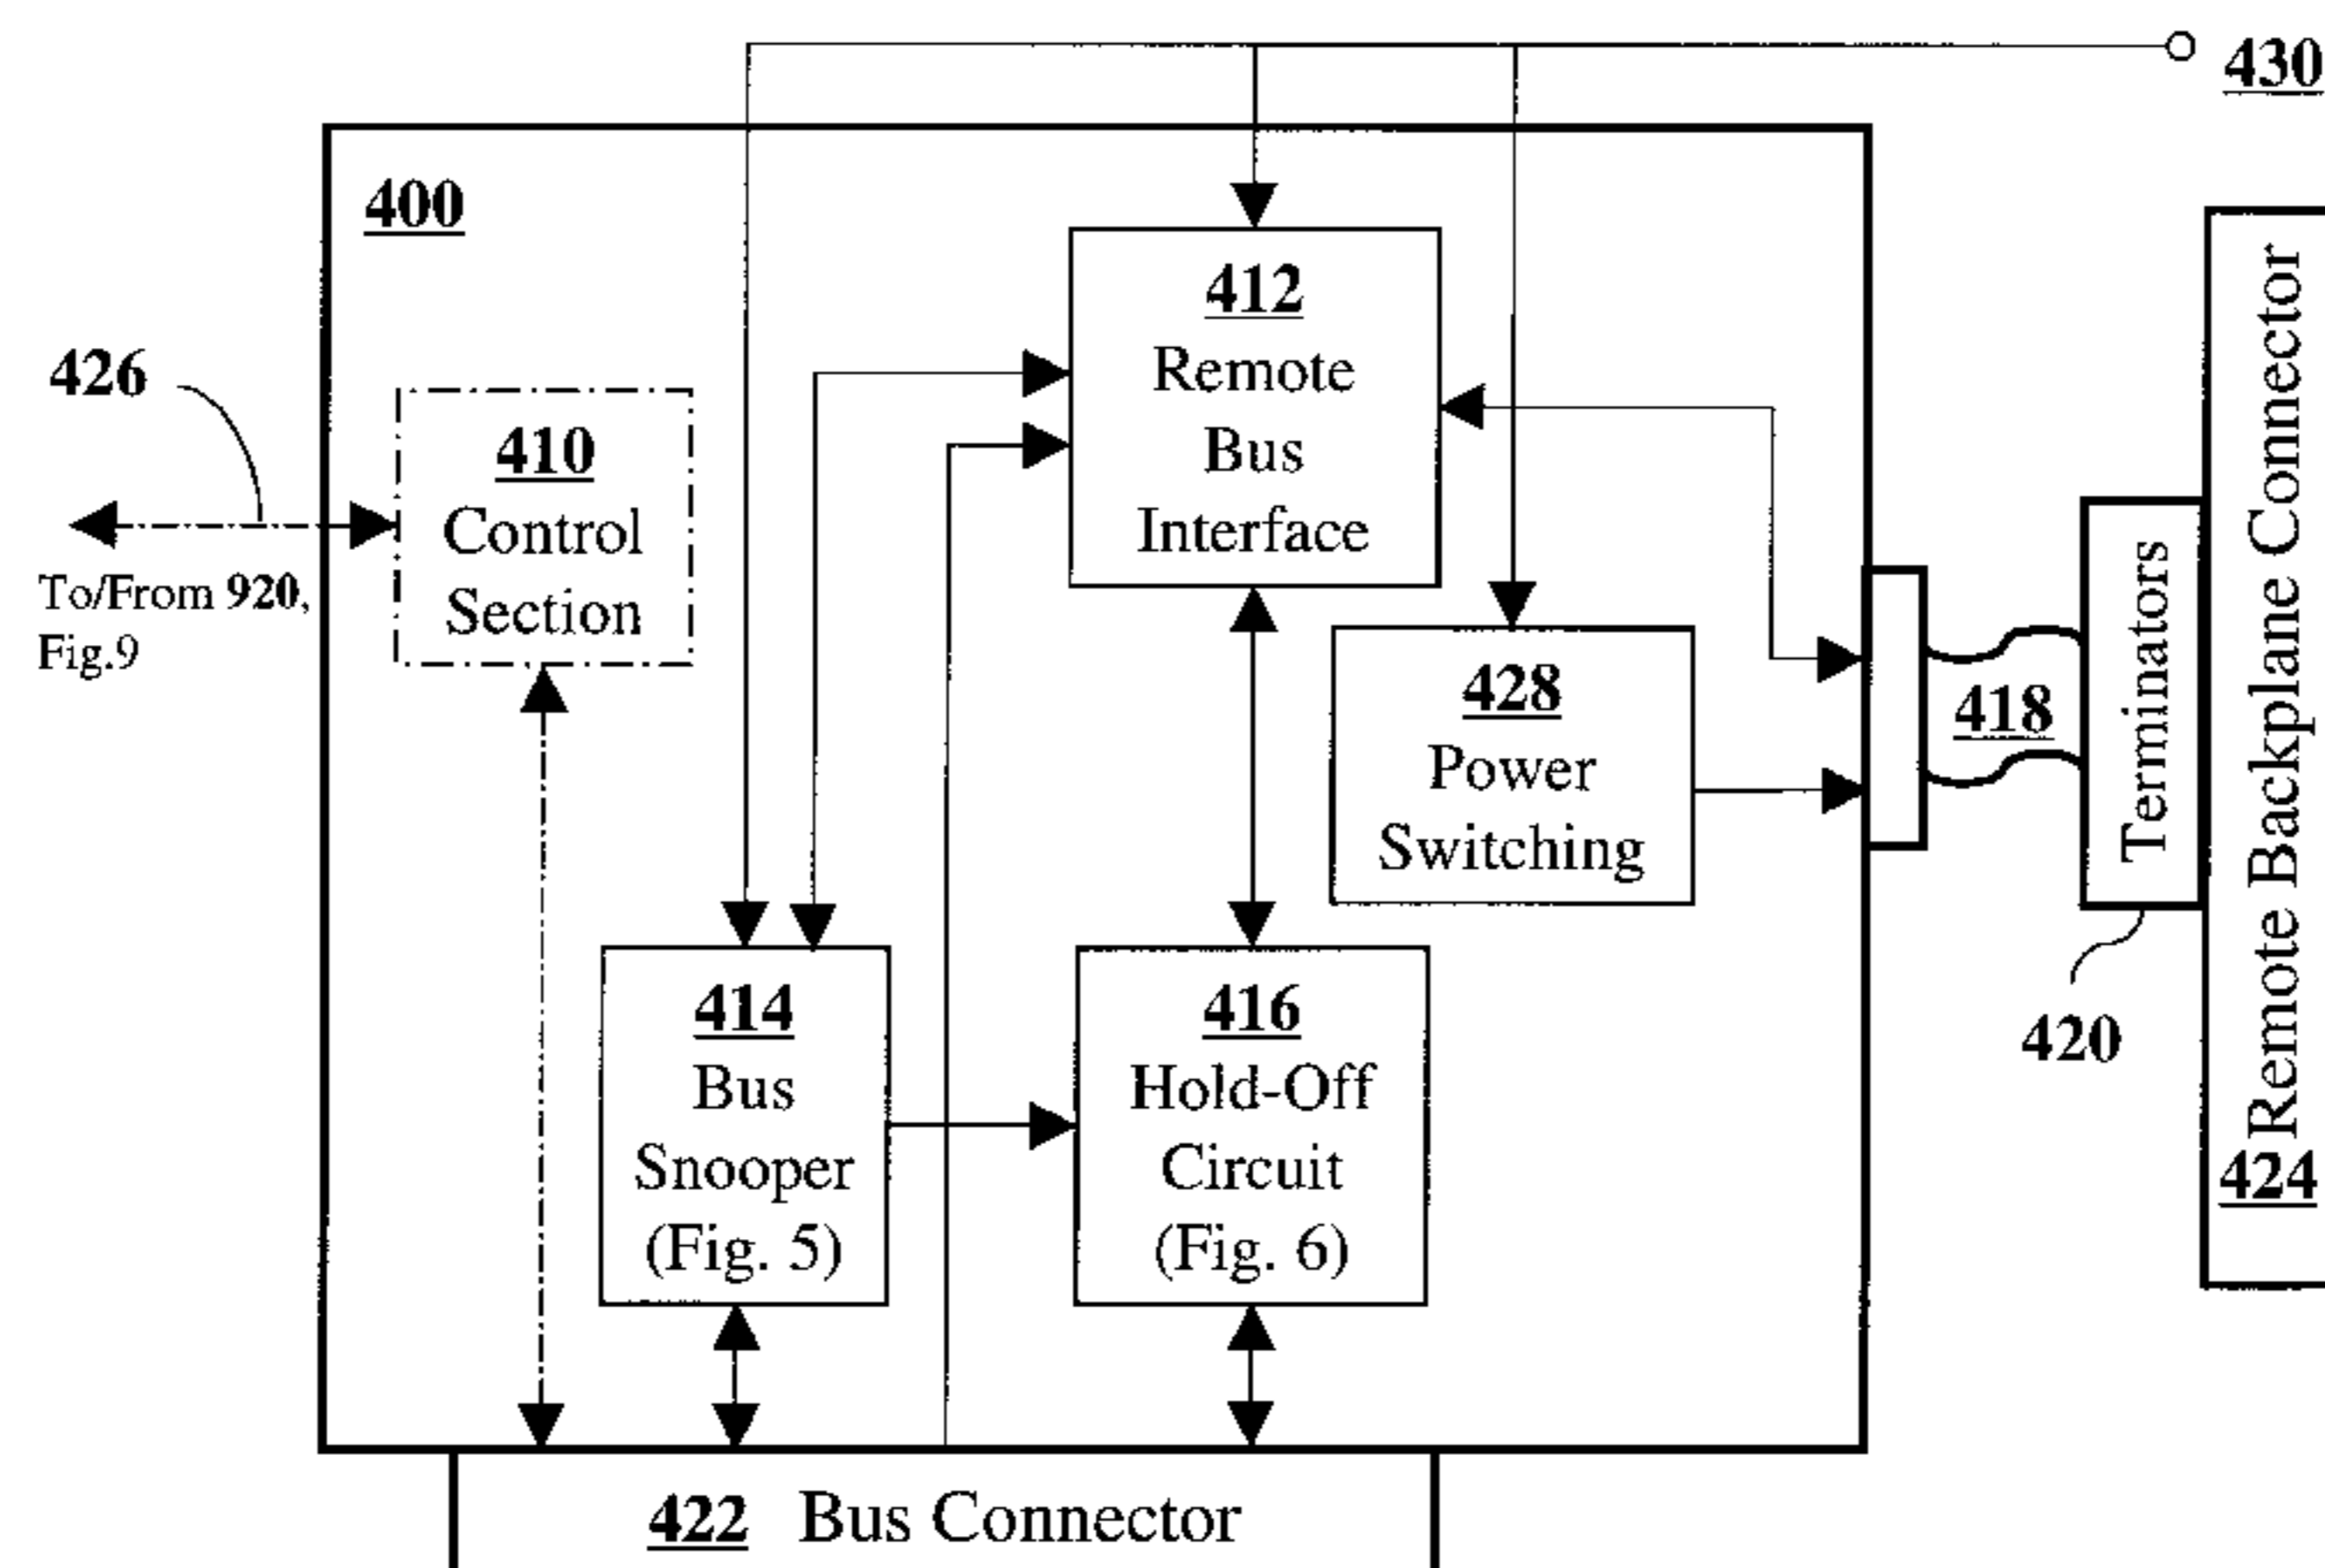 430
400
412
Remote
Bus
Interface
426
410
Control
Section
To/From 920,
Fig.9
428
Power
Switching
418
Terminators
Remote Backplane Connector
424
420
414
Bus
Snooper
(Fig. 5)
416
Hold-Off
Circuit
(Fig. 6)
422 Bus Connector